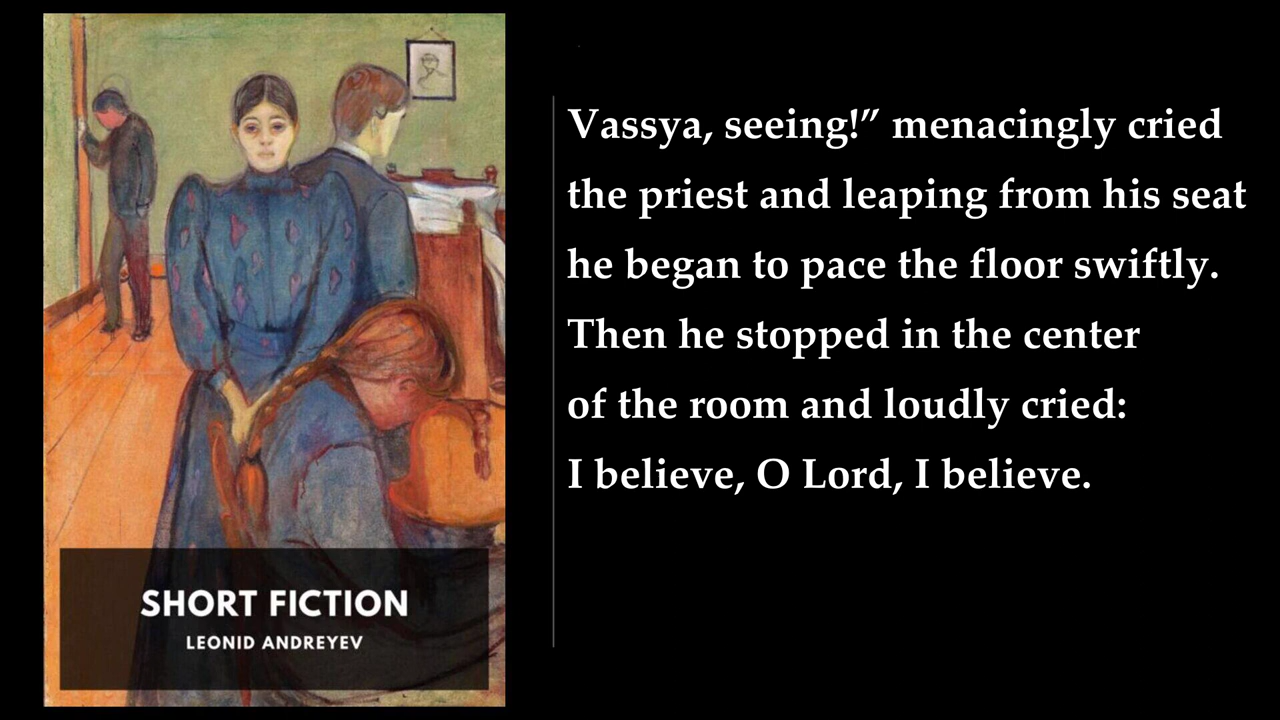 SHORT FICTION
LEONID ANDREYEV
Vassya, seeing!” menacingly cried
the priest and leaping from his seat
he began to pace the floor swiftly.
Then he stopped in the center
of the room and loudly cried:
I believe, O Lord, I believe.